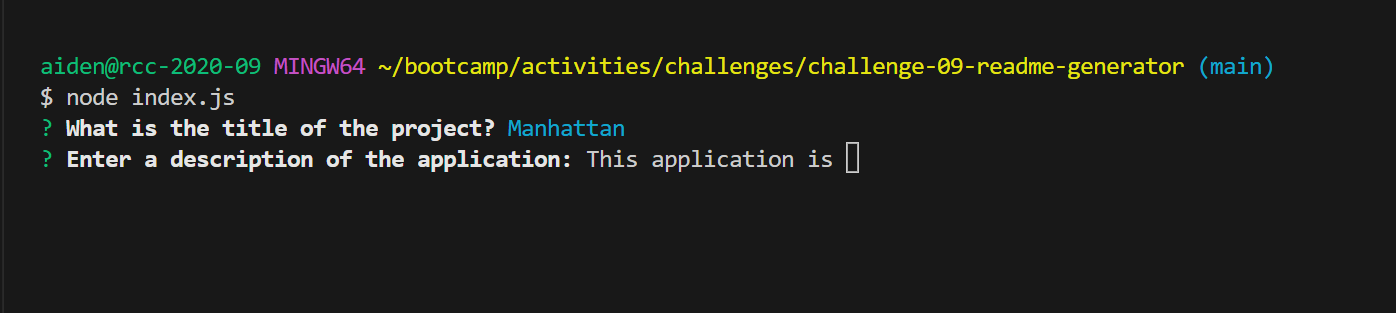 aiden@rcc-2020-09 MINGW64 ~/bootcamp/activities/challenges/challenge-09-readme-generator (main)
$ node index.js
? What is the title of the project? Manhattan
? Enter a description of the application: This application is